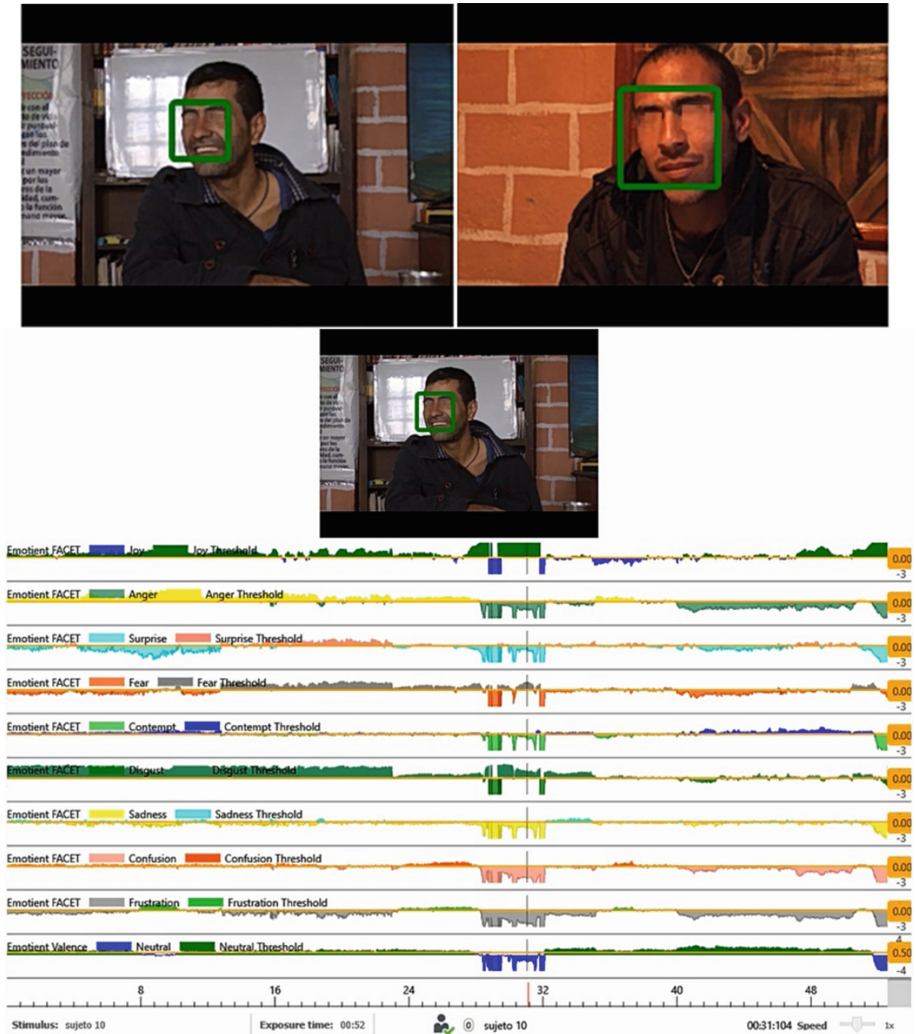 SEGUI-
MIENTO
Emotient FACET Joy Joy Threshold 0.00
-3
Emotient FACET Anger Anger Threshold 0.00
-3
Emotient FACET Surprise Surprise Threshold 0.00
-3
Emotient FACET Fear Fear Threshold 0.00
-3
Emotient FACET Contempt Contempt Threshold 0.00
-3
Emotient FACET Disgust Disgust Threshold 0.00
-3
Emotient FACET Sadness Sadness Threshold 0.00
-3
Emotient FACET Confusion Confusion Threshold 0.00
-3
Emotient FACET Frustration Frustration Threshold 0.00
-3
4
Emotient Valence Neutral Neutral Threshold 0.50
-4
8 16 24 32 40 48
Stimulus: sujeto 10 Exposure time: 00:52 0 sujeto 10 00:31:104 Speed 1x